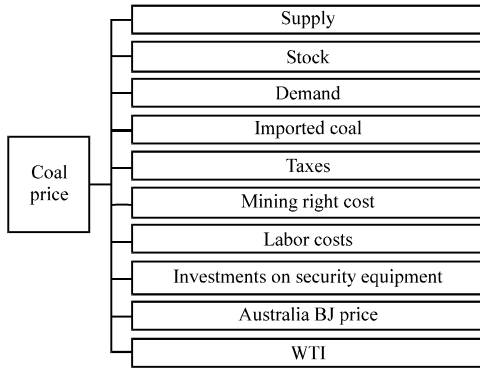 Supply
Stock
Demand
Imported coal
Coal
price
Taxes
Mining right cost
Labor costs
Investments on security equipment
Australia BJ price
WTI